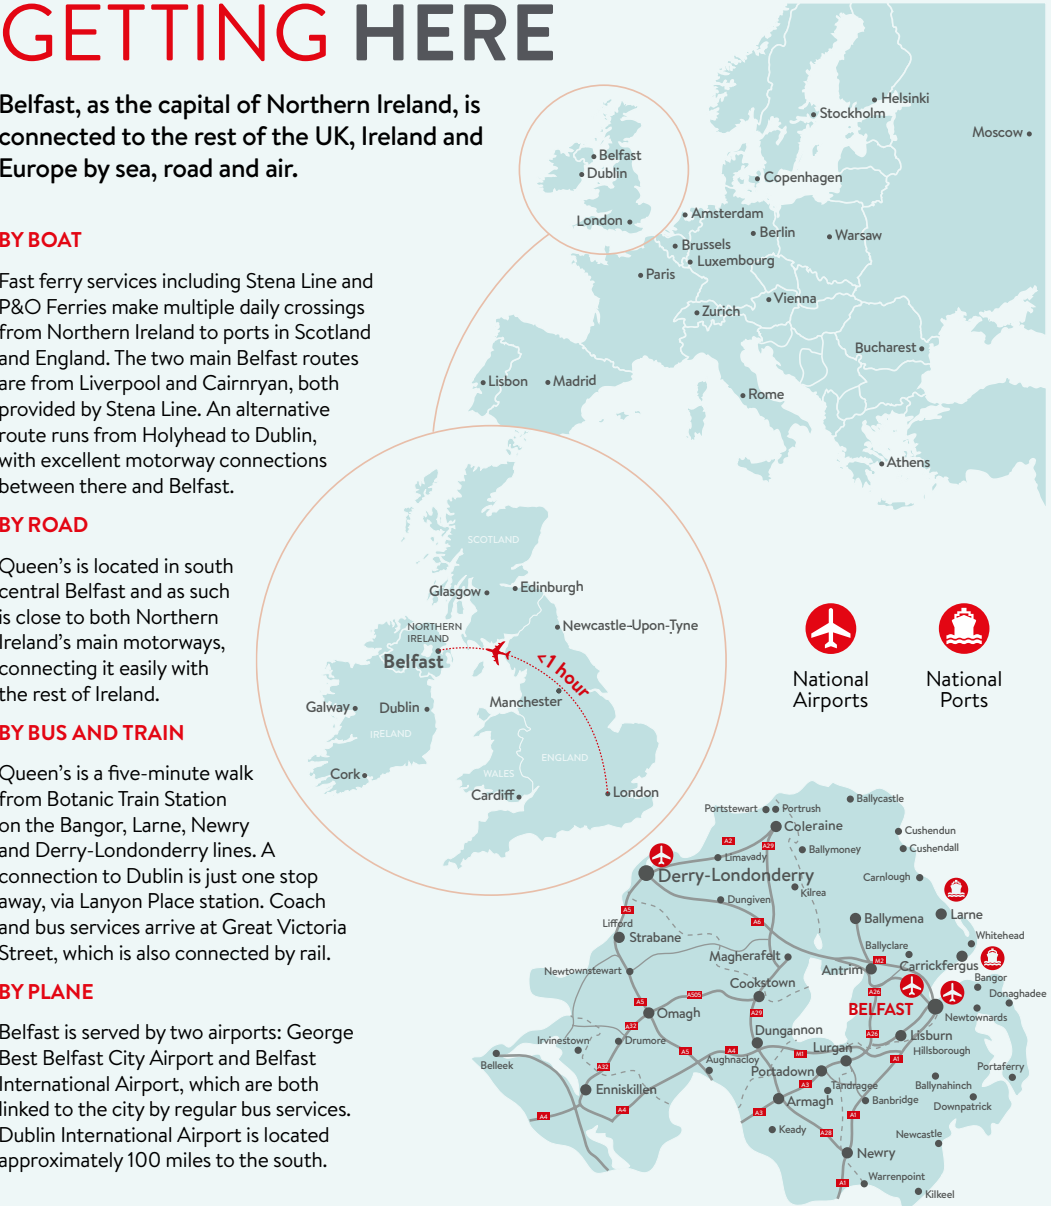 GETTING HERE
Belfast, as the capital of Northern Ireland, is
connected to the rest of the UK, Ireland and
Europe by sea, road and air.
BY BOAT
Fast ferry services including Stena Line and
P&O Ferries make multiple daily crossings
from Northern Ireland to ports in Scotland
and England. The two main Belfast routes
are from Liverpool and Cairnryan, both
provided by Stena Line. An alternative
route runs from Holyhead to Dublin,
with excellent motorway connections
between there and Belfast.
BY ROAD
Queen's is located in south
central Belfast and as such
is close to both Northern
Ireland's main motorways,
connecting it easily with
the rest of Ireland.
BY BUS AND TRAIN
Queen's is a five-minute walk
from Botanic Train Station
on the Bangor, Larne, Newry
and Derry-Londonderry lines. A
connection to Dublin is just one stop
away, via Lanyon Place station. Coach
and bus services arrive at Great Victoria
Street, which is also connected by rail.
BY PLANE
Belfast is served by two airports: George
Best Belfast City Airport and Belfast
International Airport, which are both
linked to the city by regular bus services.
Dublin International Airport is located
approximately 100 miles to the south.
Helsinki
Stockholm
Moscow
Belfast
Dublin
Copenhagen
London
Amsterdam
Berlin
Warsaw
Brussels
Luxembourg
Paris
Vienna
Zurich
Bucharest
Lisbon
Madrid
Rome
Athens
SCOTLAND
Glasgow
Edinburgh
NORTHERN
IRELAND
Newcastle-Upon-Tyne
Belfast
<1 hour
Manchester
Galway
Dublin
IRELAND
ENGLAND
Cork
WALES
Cardiff
London
National
Airports
National
Ports
Ballycastle
Portstewart
Portrush
Coleraine
Cushendun
A2
A29
Ballymoney
Cushendall
Limavady
Derry-Londonderry
Carnlough
Kilrea
Dungiven
A5
A6
Ballymena
Larne
Lifford
Strabane
Whitehead
Ballyclare
Magherafelt
M2
Carrickfergus
Antrim
Newtownstewart
Bangor
Cookstown
A26
Donaghadee
A505
A5
BELFAST
Omagh
A29
Newtownards
A32
Dungannon
A26
Lisburn
Irvinestown
Drumore
Lurgan
A5
A4
M1
Hillsborough
Aughnacloy
A1
Belleek
A32
Portadown
Portaferry
Enniskillen
A3
Tandragee
Ballynahinch
Armagh
Banbridge
Downpatrick
A4
A4
A3
A1
Keady
A28
Newcastle
Newry
Warrenpoint
A1
Kilkeel